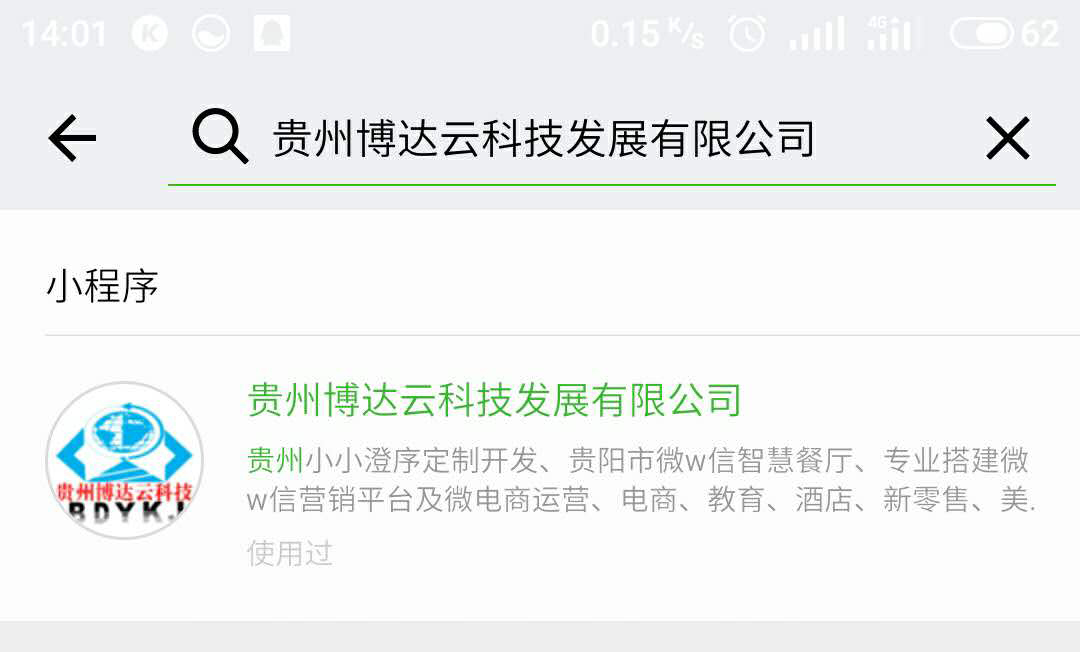 14:01 0.15 K/s 4G 62
贵州博达云科技发展有限公司
小程序
贵州博达云科技发展有限公司
贵州小小澄序定制开发、贵阳市微w信智慧餐厅、专业搭建微
w信营销平台及微电商运营、电商、教育、酒店、新零售、美.
贵州博达云科技
BDYKJ
使用过